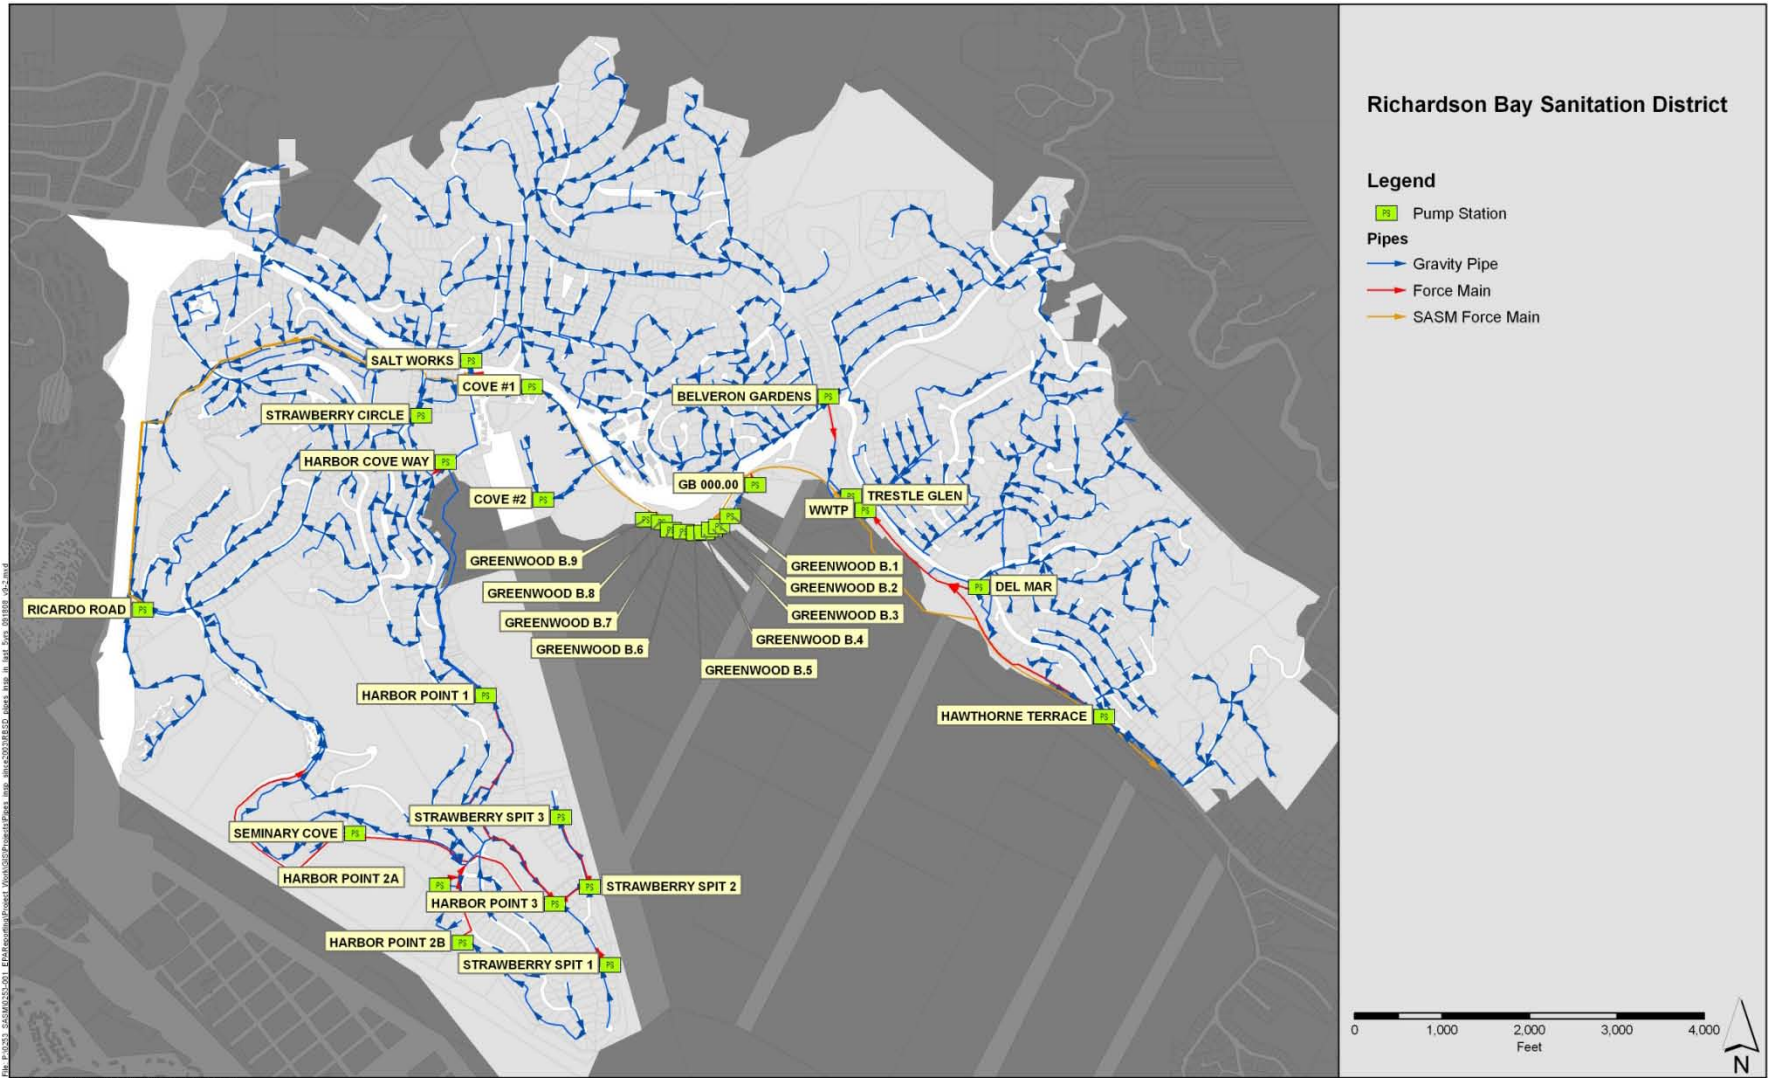 Richardson Bay Sanitation District
Legend
PS Pump Station
Pipes
Gravity Pipe
Force Main
SASM Force Main
SALT WORKS
COVE #1
STRAWBERRY CIRCLE
BELVERON GARDENS
HARBOR COVE WAY
COVE #2
GB 000.00
TRESTLE GLEN
WWTP
GREENWOOD B.9
GREENWOOD B.8
GREENWOOD B.7
GREENWOOD B.6
GREENWOOD B.1
GREENWOOD B.2
GREENWOOD B.3
GREENWOOD B.4
GREENWOOD B.5
DEL MAR
RICARDO ROAD
HARBOR POINT 1
HAWTHORNE TERRACE
STRAWBERRY SPIT 3
SEMINARY COVE
HARBOR POINT 2A
STRAWBERRY SPIT 2
HARBOR POINT 3
HARBOR POINT 2B
STRAWBERRY SPIT 1
0 1,000 2,000 3,000 4,000
Feet
N